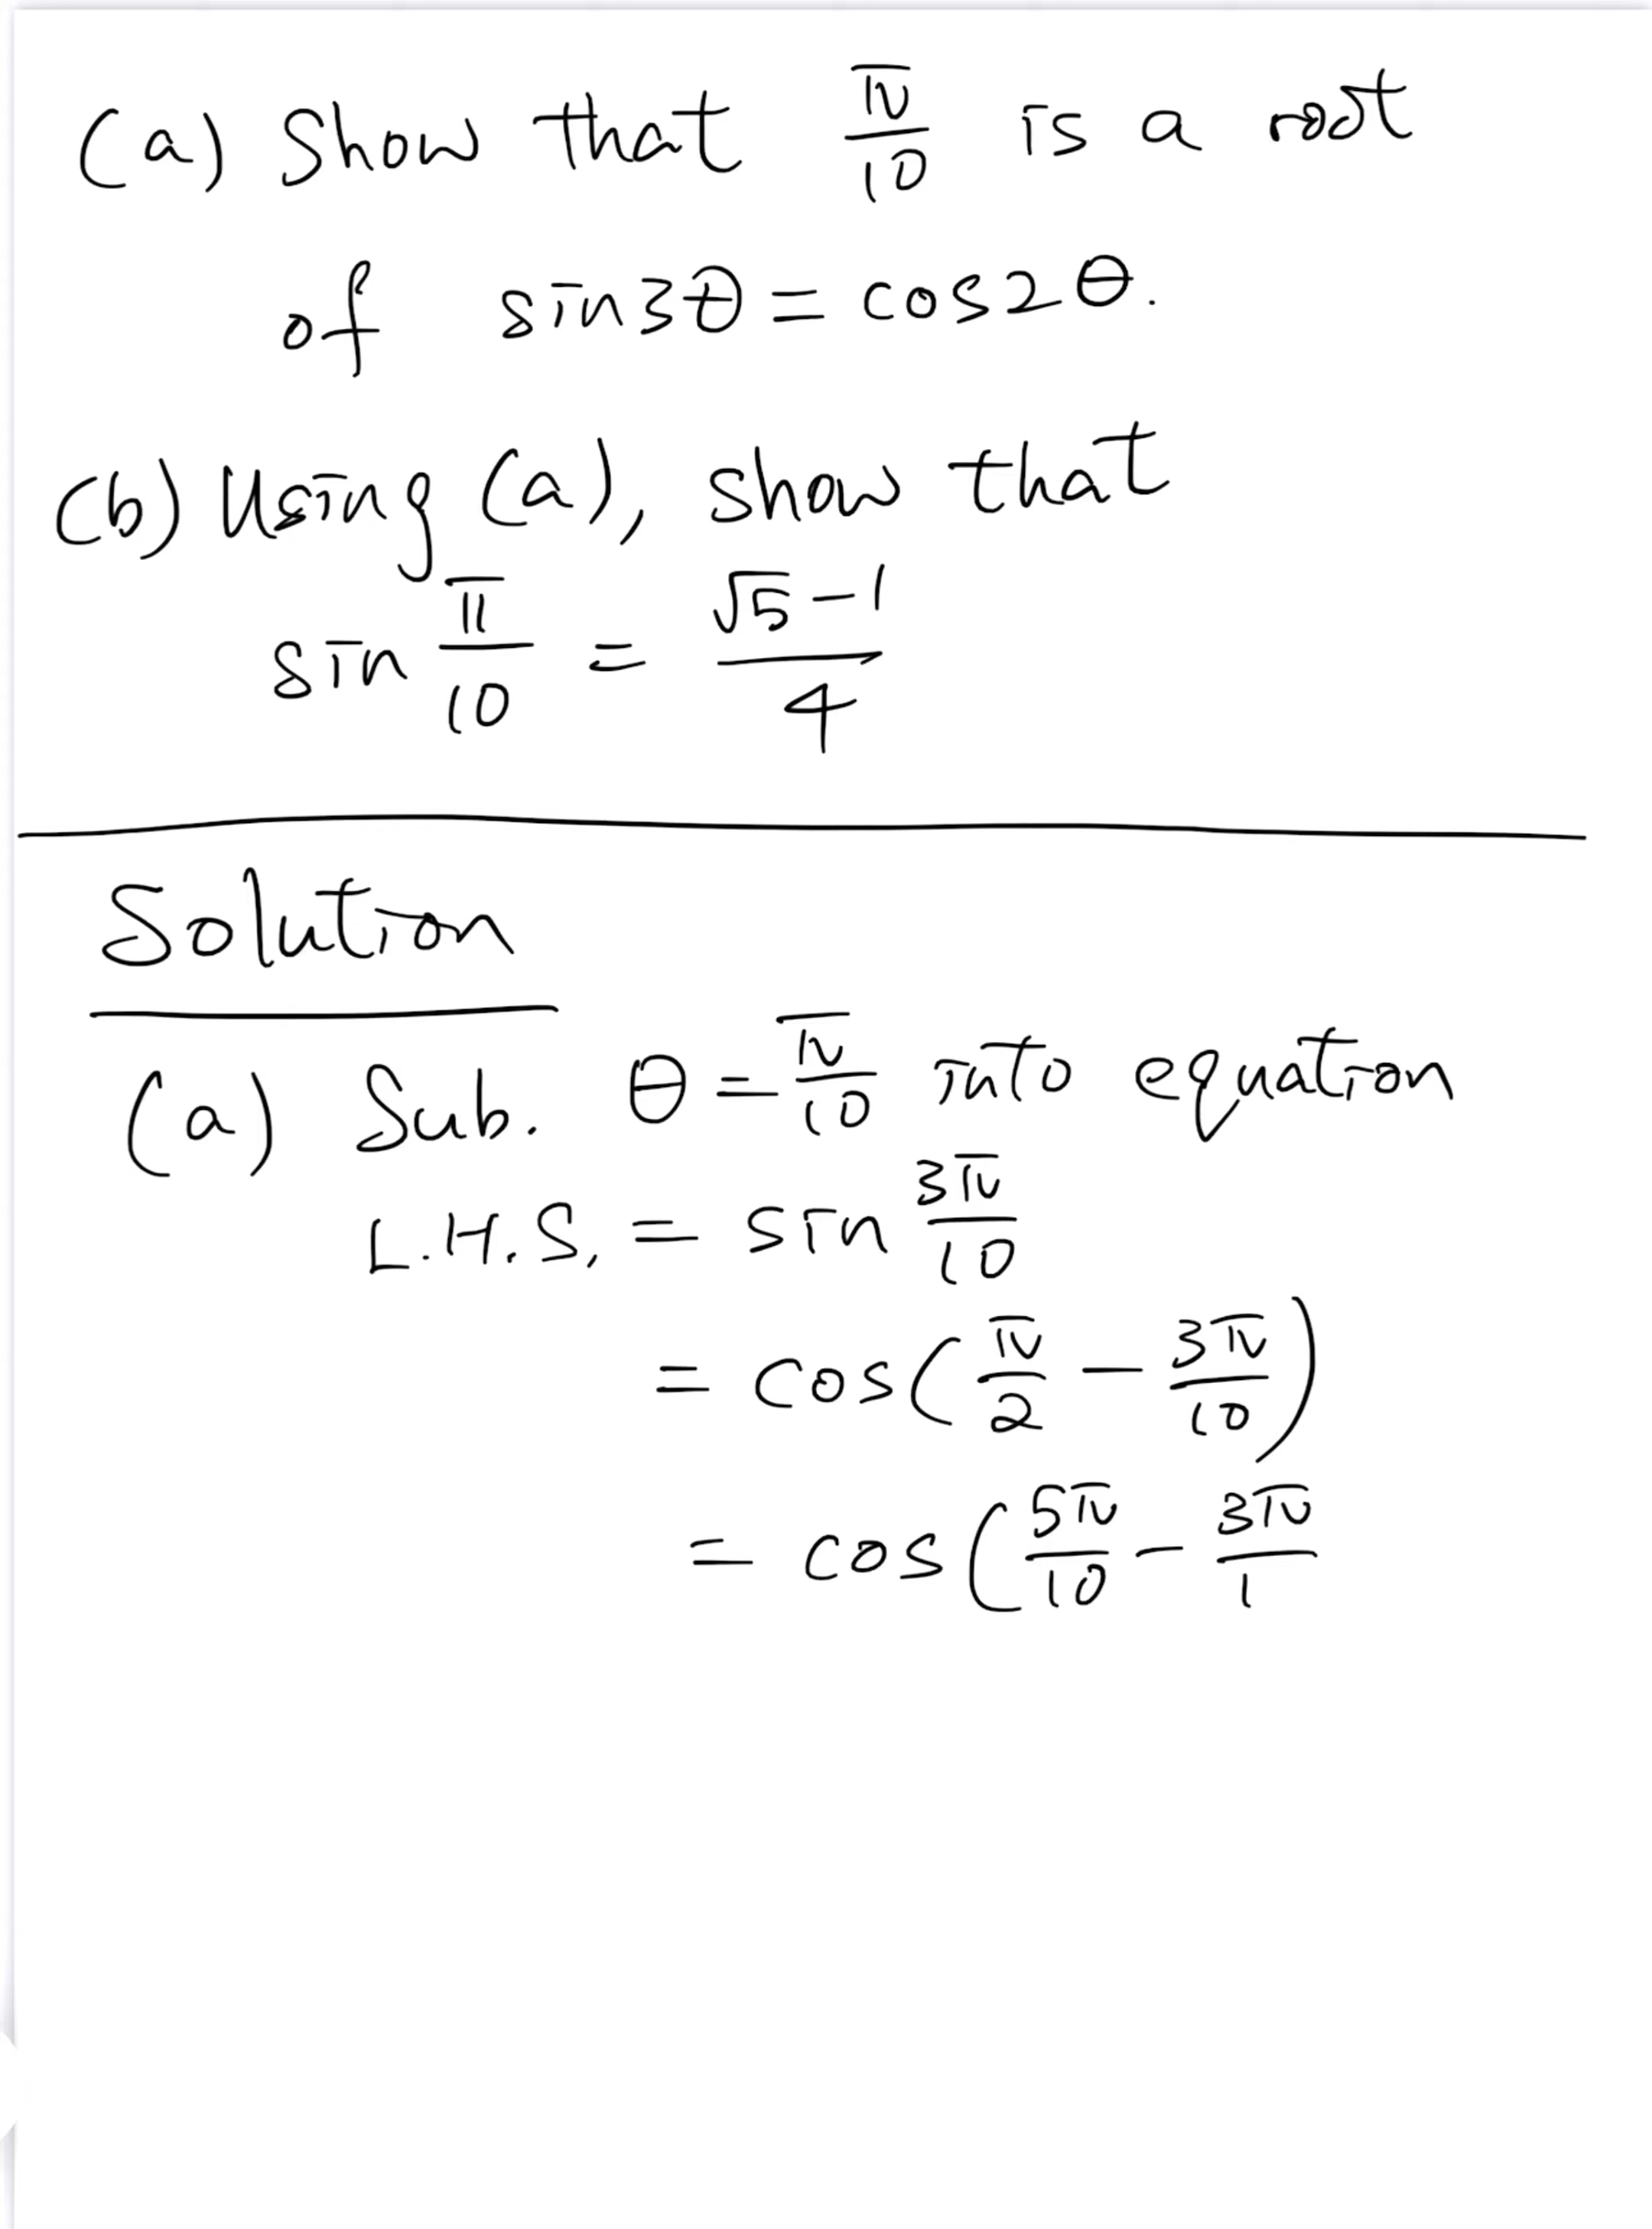 (a) Show that π/10 is a root
of sin3θ = cos2θ.
(b) Using (a), show that
sin π/10 = (√5-1)/4
Solution
(a) Sub. θ = π/10 into equation
L.H.S. = sin 3π/10
= cos(π/2 - 3π/10)
= cos(5π/10 - 3π/1